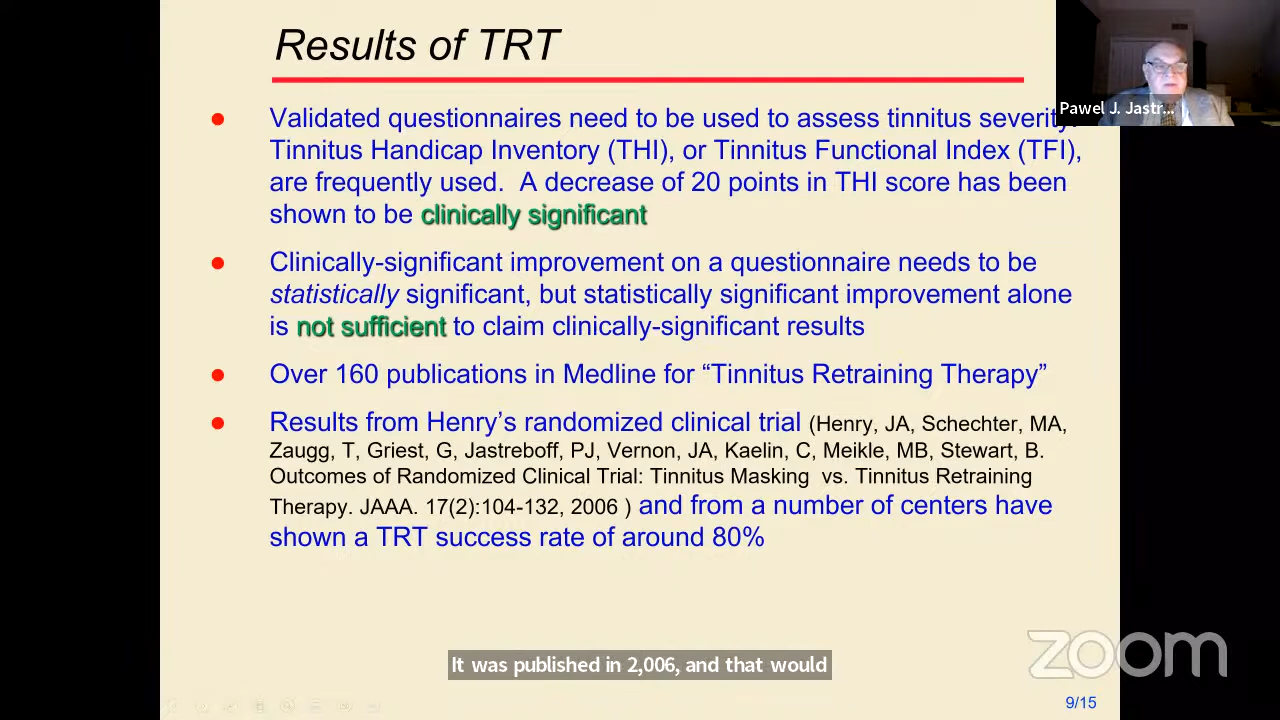 Results of TRT
Pawel J. Jastr...
• Validated questionnaires need to be used to assess tinnitus severity.
Tinnitus Handicap Inventory (THI), or Tinnitus Functional Index (TFI),
are frequently used. A decrease of 20 points in THI score has been
shown to be clinically significant
• Clinically-significant improvement on a questionnaire needs to be
statistically significant, but statistically significant improvement alone
is not sufficient to claim clinically-significant results
• Over 160 publications in Medline for “Tinnitus Retraining Therapy”
• Results from Henry’s randomized clinical trial (Henry, JA, Schechter, MA,
Zaugg, T, Griest, G, Jastreboff, PJ, Vernon, JA, Kaelin, C, Meikle, MB, Stewart, B.
Outcomes of Randomized Clinical Trial: Tinnitus Masking vs. Tinnitus Retraining
Therapy. JAAA. 17(2):104-132, 2006 ) and from a number of centers have
shown a TRT success rate of around 80%
It was published in 2,006, and that would
zoom
9/15